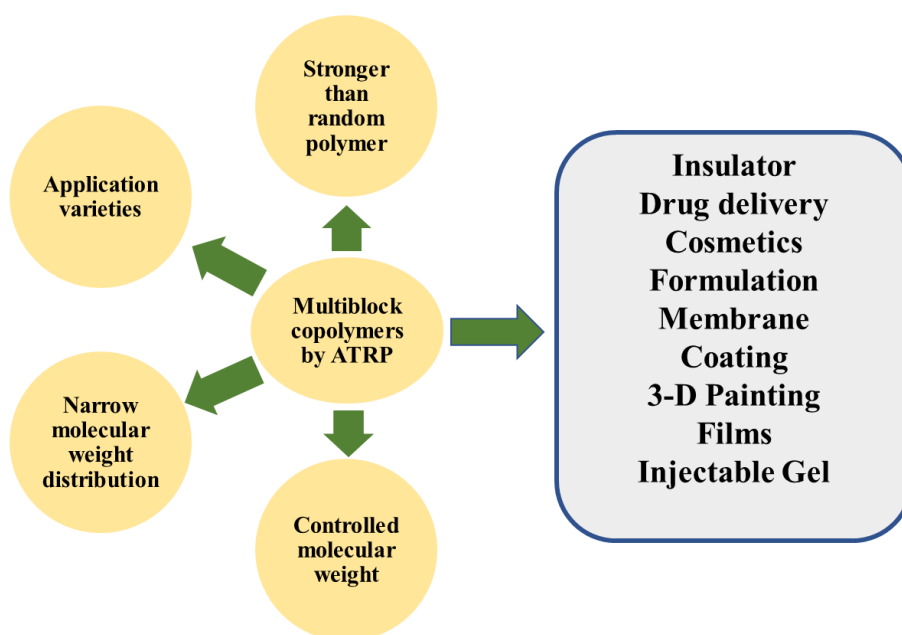 Stronger
than
random
polymer
Application
varieties
Multiblock
copolymers
by ATRP
Narrow
molecular
weight
distribution
Controlled
molecular
weight
Insulator
Drug delivery
Cosmetics
Formulation
Membrane
Coating
3-D Painting
Films
Injectable Gel